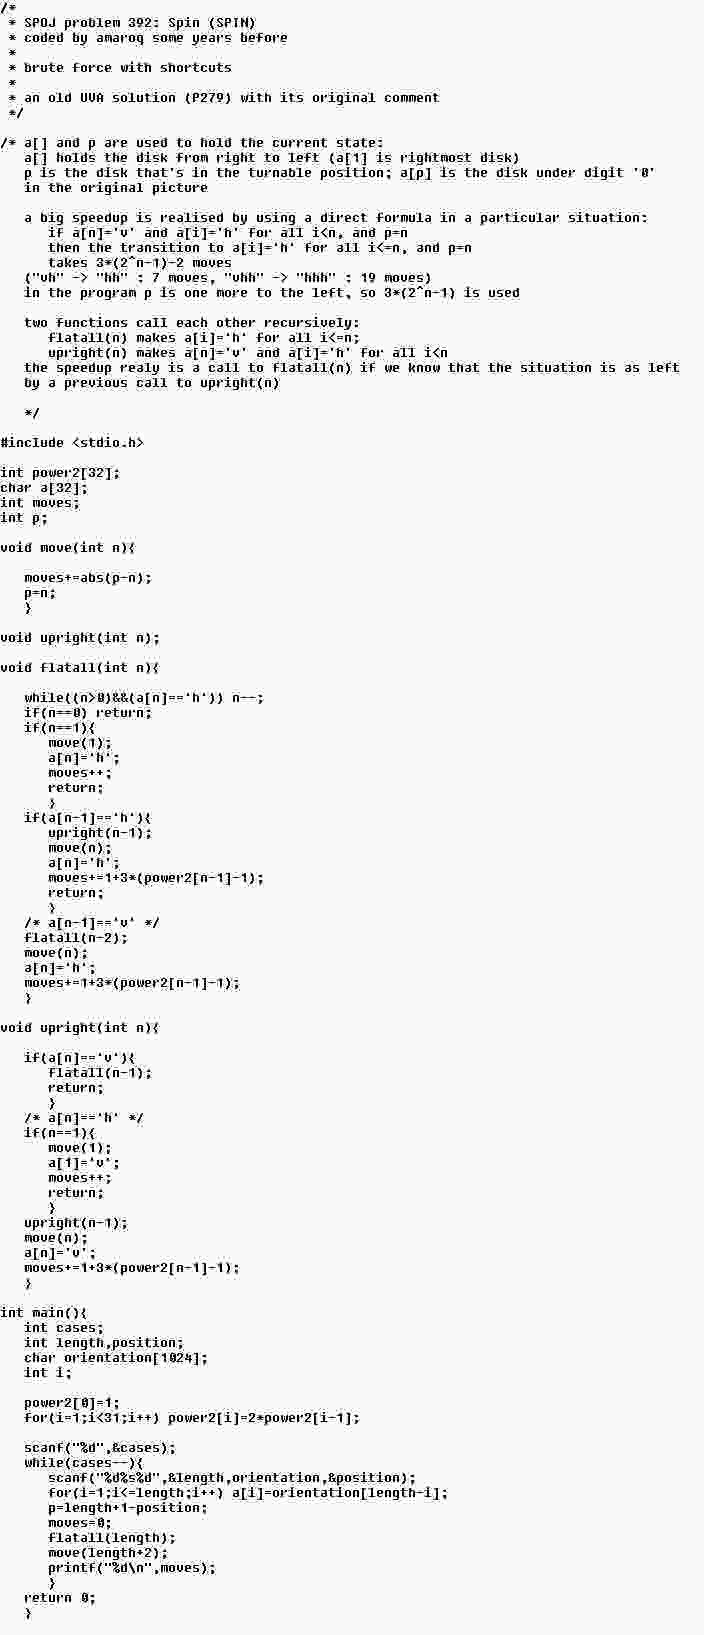 /*
 * SPOJ problem 392: Spin (SPIN)
 * coded by amaroq some years before
 *
 * brute force with shortcuts
 *
 * an old UVA solution (P279) with its original comment
 */

/* a[] and p are used to hold the current state:
   a[] holds the disk from right to left (a[1] is rightmost disk)
   p is the disk that's in the turnable position; a[p] is the disk under digit '0'
   in the original picture

   a big speedup is realised by using a direct formula in a particular situation:
      if a[n]='v' and a[i]='h' for all i<n, and p=n
      then the transition to a[i]='h' for all i<=n, and p=n
      takes 3*(2^n-1)-2 moves
   ("vh" -> "hh" : 7 moves, "vhh" -> "hhh" : 19 moves)
   in the program p is one more to the left, so 3*(2^n-1) is used

   two functions call each other recursively:
      flatall(n) makes a[i]='h' for all i<=n;
      upright(n) makes a[n]='v' and a[i]='h' for all i<n
   the speedup realy is a call to flatall(n) if we know that the situation is as left
   by a previous call to upright(n)

   */

#include <stdio.h>

int power2[32];
char a[32];
int moves;
int p;

void move(int n){

   moves+=abs(p-n);
   p=n;
   }

void upright(int n);

void flatall(int n){

   while((n>0)&&(a[n]=='h')) n--;
   if(n==0) return;
   if(n==1){
      move(1);
      a[n]='h';
      moves++;
      return;
      }
   if(a[n-1]=='h'){
      upright(n-1);
      move(n);
      a[n]='h';
      moves+=1+3*(power2[n-1]-1);
      return;
      }
   /* a[n-1]=='v' */
   flatall(n-2);
   move(n);
   a[n]='h';
   moves+=1+3*(power2[n-1]-1);
   }

void upright(int n){

   if(a[n]=='v'){
      flatall(n-1);
      return;
      }
   /* a[n]=='h' */
   if(n==1){
      move(1);
      a[1]='v';
      moves++;
      return;
      }
   upright(n-1);
   move(n);
   a[n]='v';
   moves+=1+3*(power2[n-1]-1);
   }

int main(){
   int cases;
   int length,position;
   char orientation[1024];
   int i;

   power2[0]=1;
   for(i=1;i<31;i++) power2[i]=2*power2[i-1];

   scanf("%d",&cases);
   while(cases--){
      scanf("%d%s%d",&length,orientation,&position);
      for(i=1;i<=length;i++) a[i]=orientation[length-i];
      p=length+1-position;
      moves=0;
      flatall(length);
      move(length+2);
      printf("%d\n",moves);
      }
   return 0;
   }